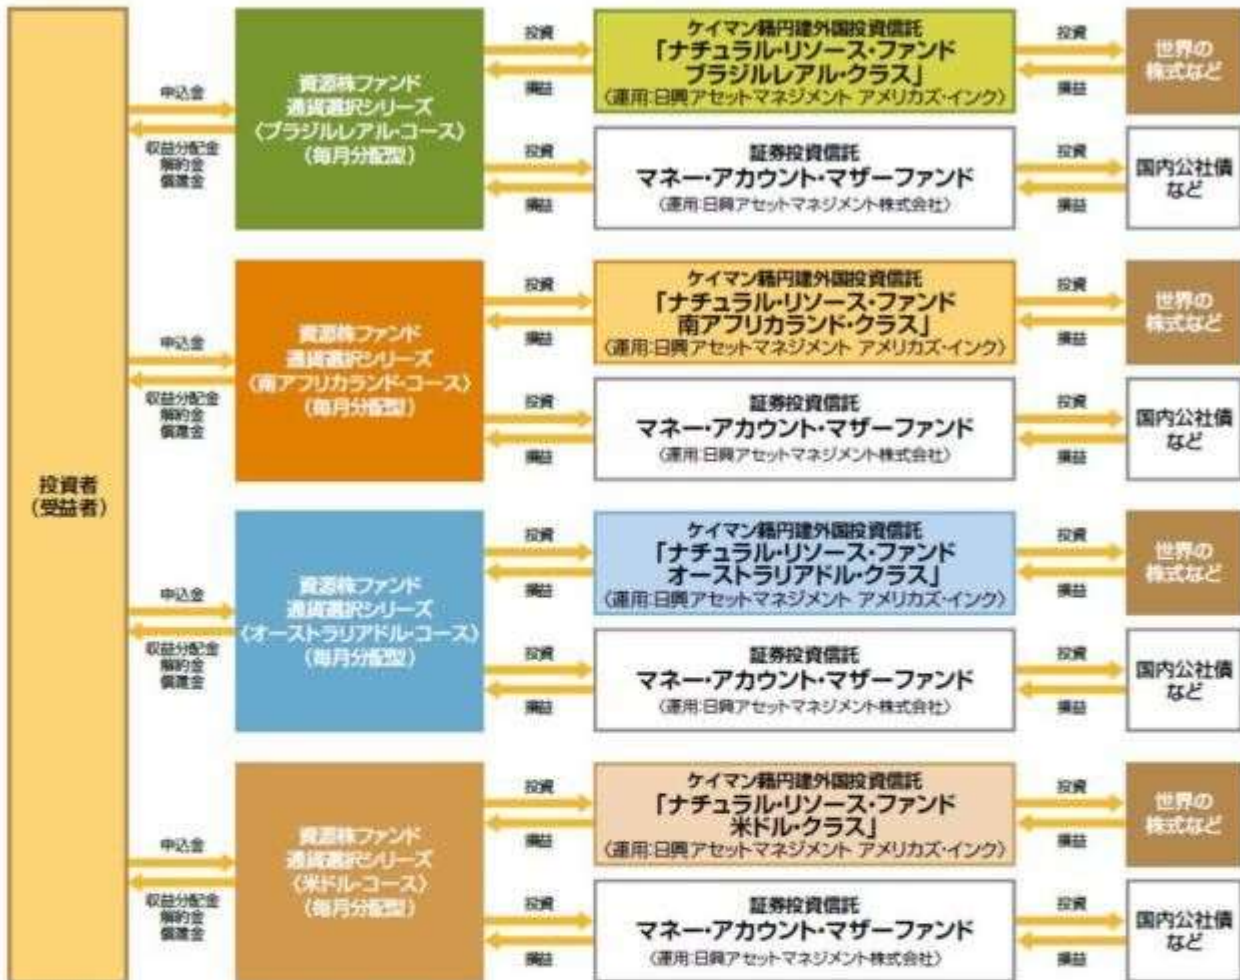 投資者
(受益者)
申込金
収益分配金
解約金
償還金
資源株ファンド
通貨選択シリーズ
〈ブラジルレアル・コース〉
(毎月分配型)
投資
損益
ケイマン籍円建外国投資信託
「ナチュラル・リソース・ファンド
ブラジルレアル・クラス」
〈運用:日興アセットマネジメント アメリカズ・インク〉
投資
損益
世界の
株式など
投資
損益
証券投資信託
マネー・アカウント・マザーファンド
〈運用:日興アセットマネジメント株式会社〉
投資
損益
国内公社債
など
申込金
収益分配金
解約金
償還金
資源株ファンド
通貨選択シリーズ
〈南アフリカランド・コース〉
(毎月分配型)
投資
損益
ケイマン籍円建外国投資信託
「ナチュラル・リソース・ファンド
南アフリカランド・クラス」
〈運用:日興アセットマネジメント アメリカズ・インク〉
投資
損益
世界の
株式など
投資
損益
証券投資信託
マネー・アカウント・マザーファンド
〈運用:日興アセットマネジメント株式会社〉
投資
損益
国内公社債
など
申込金
収益分配金
解約金
償還金
資源株ファンド
通貨選択シリーズ
〈オーストラリアドル・コース〉
(毎月分配型)
投資
損益
ケイマン籍円建外国投資信託
「ナチュラル・リソース・ファンド
オーストラリアドル・クラス」
〈運用:日興アセットマネジメント アメリカズ・インク〉
投資
損益
世界の
株式など
投資
損益
証券投資信託
マネー・アカウント・マザーファンド
〈運用:日興アセットマネジメント株式会社〉
投資
損益
国内公社債
など
申込金
収益分配金
解約金
償還金
資源株ファンド
通貨選択シリーズ
〈米ドル・コース〉
(毎月分配型)
投資
損益
ケイマン籍円建外国投資信託
「ナチュラル・リソース・ファンド
米ドル・クラス」
〈運用:日興アセットマネジメント アメリカズ・インク〉
投資
損益
世界の
株式など
投資
損益
証券投資信託
マネー・アカウント・マザーファンド
〈運用:日興アセットマネジメント株式会社〉
投資
損益
国内公社債
など